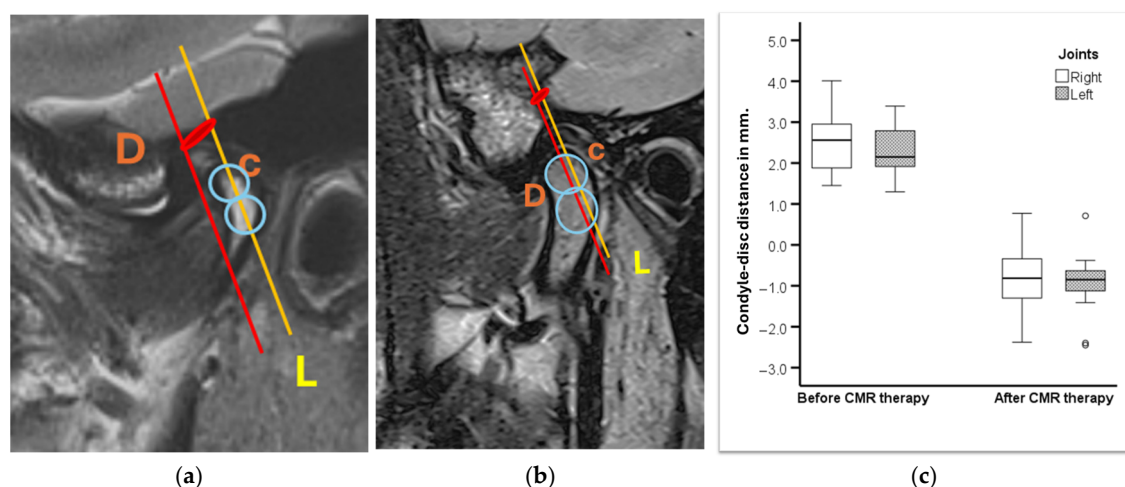 D
C
L
c
D
L
Condyle-disc distance in mm.
5.0
4.0
3.0
2.0
1.0
0.0
−1.0
−2.0
−3.0
Joints
Right
Left
Before CMR therapy
After CMR therapy
(a)
(b)
(c)